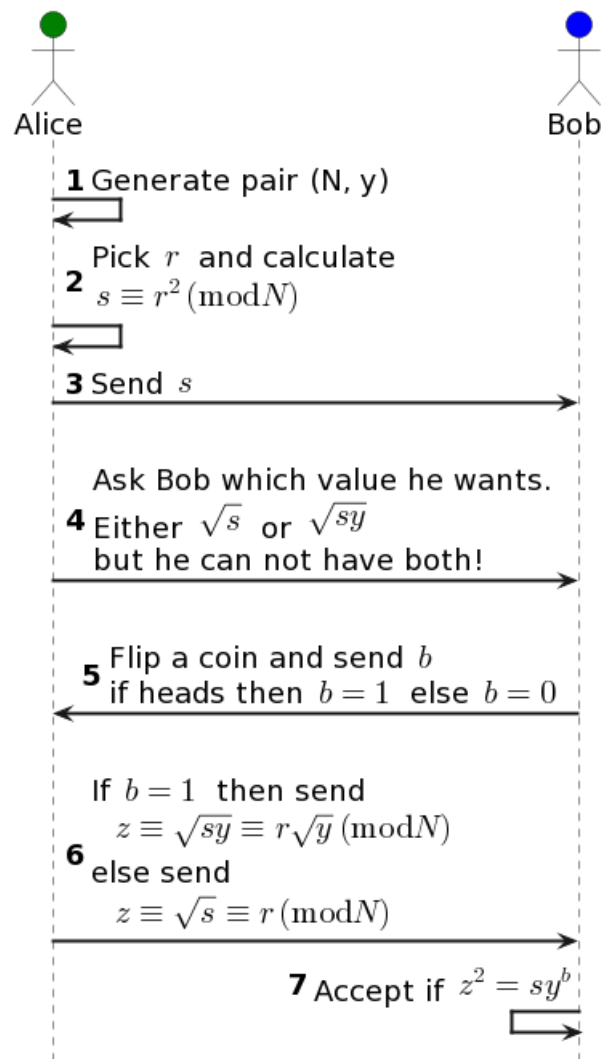 Alice Bob
1 Generate pair (N, y)
Pick r and calculate
2 s ≡ r² (modN)
3 Send s
Ask Bob which value he wants.
4 Either √s or √sy
but he can not have both!
Flip a coin and send b
5 if heads then b = 1 else b = 0
If b = 1 then send
z ≡ √sy ≡ r√y (modN)
6 else send
z ≡ √s ≡ r (modN)
7 Accept if z² = syᵇ